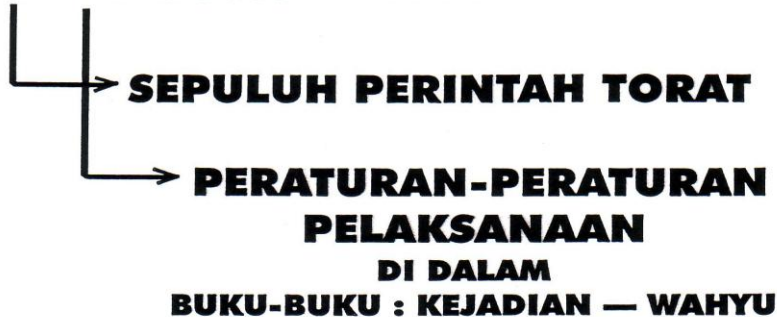 SEPULUH PERINTAH TORAT
PERATURAN-PERATURAN
PELAKSANAAN
DI DALAM
BUKU-BUKU : KEJADIAN — WAHYU